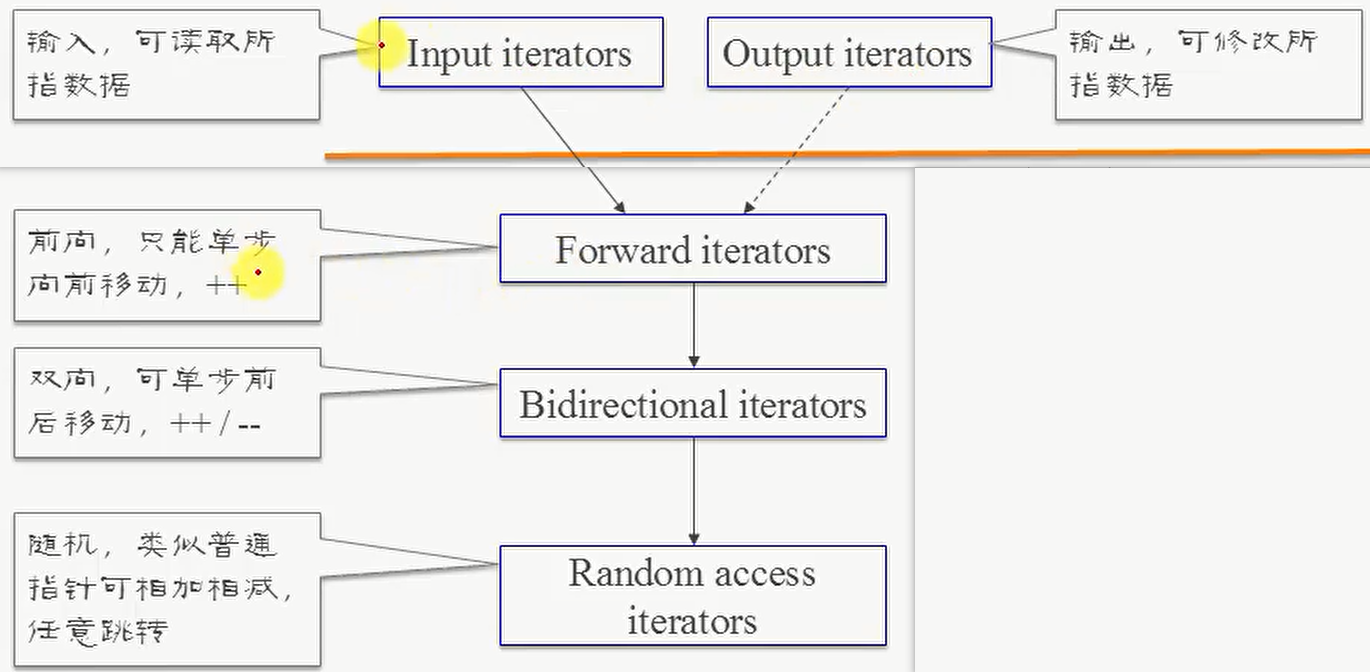 输入，可读取所
指数据
Input iterators
Output iterators
输出，可修改所
指数据
前向，只能单步
向前移动，++
Forward iterators
双向，可单步前
后移动，++/--
Bidirectional iterators
随机，类似普通
指针可相加相减，
任意跳转
Random access
iterators